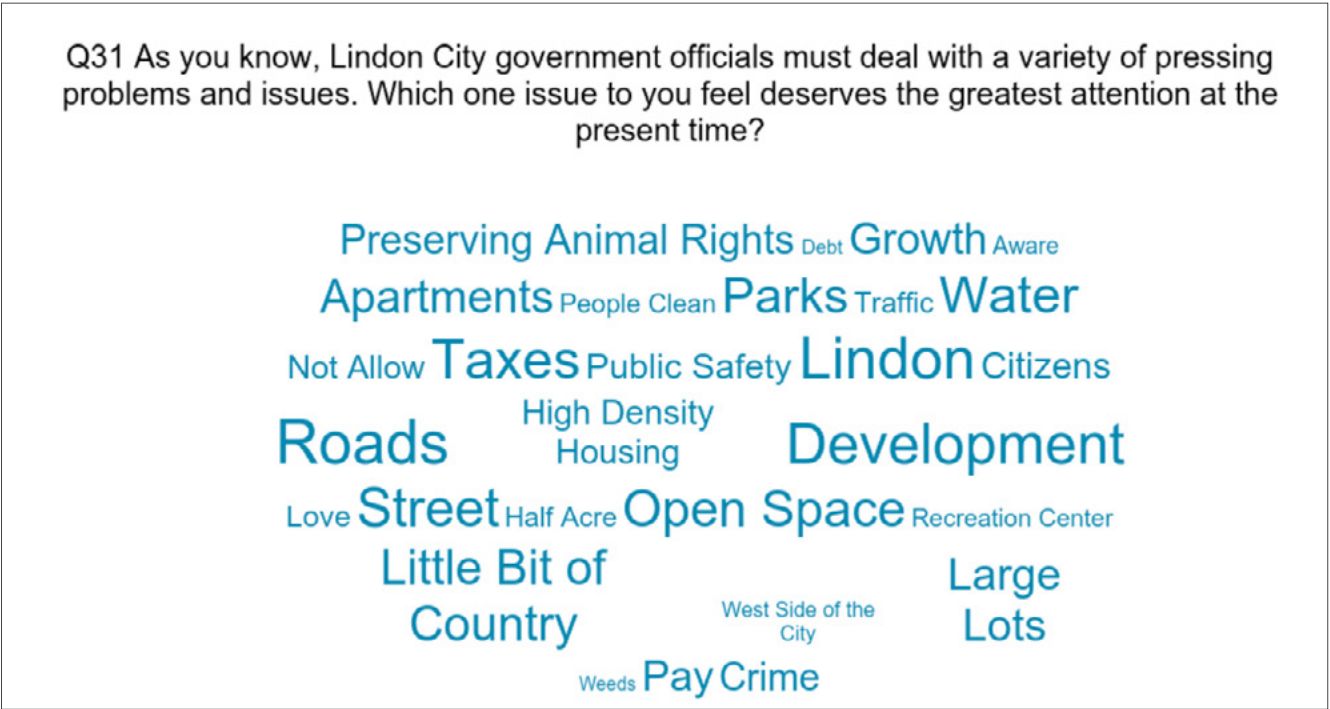 Q31 As you know, Lindon City government officials must deal with a variety of pressing
problems and issues. Which one issue to you feel deserves the greatest attention at the
present time?
Preserving Animal Rights Debt Growth Aware
Apartments People Clean Parks Traffic Water
Not Allow Taxes Public Safety Lindon Citizens
Roads
High Density
Housing
Development
Love Street Half Acre Open Space Recreation Center
Little Bit of
Country
West Side of the
City
Large
Lots
Weeds Pay Crime